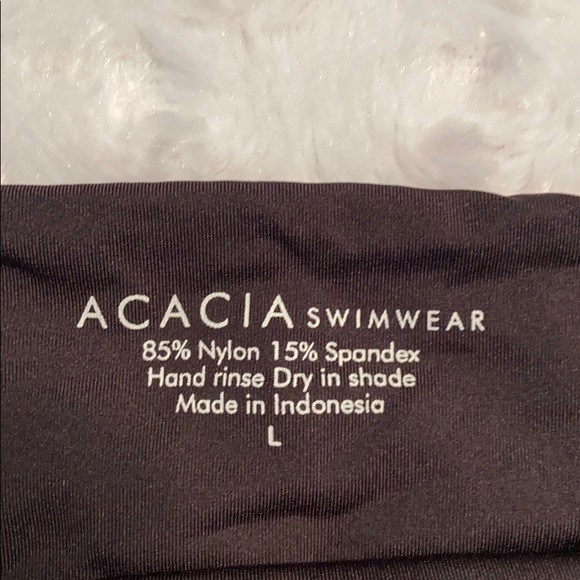 ACACIA SWIMWEAR
85% Nylon 15% Spandex
Hand rinse Dry in shade
Made in Indonesia
L